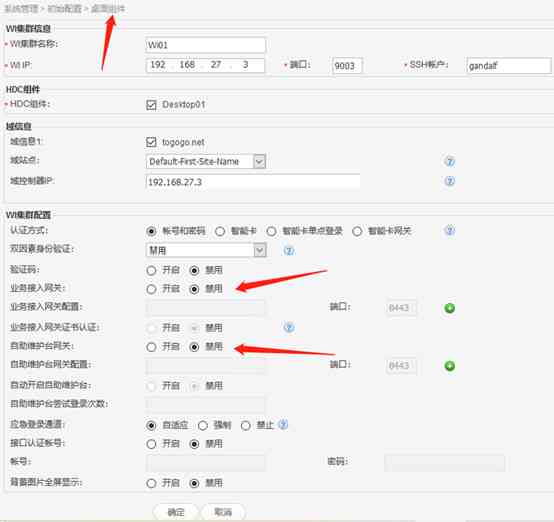 系统管理 > 初始配置 > 桌面组件
WI集群信息
* WI集群名称: Wi01
* WI IP: 192 . 168 . 27 . 3 * 端口: 9003 * SSH帐户: gandalf
HDC组件
* HDC组件: Desktop01
域信息
域信息1: togogo.net
域站点: Default-First-Site-Name
域控制器IP: 192.168.27.3
WI集群配置
认证方式: 帐号和密码 智能卡 智能卡单点登录 智能卡网关
双因素身份验证: 禁用
验证码: 开启 禁用
业务接入网关: 开启 禁用
业务接入网关配置: 端口: 8443
业务接入网关证书认证: 开启 禁用
自助维护台网关: 开启 禁用
自助维护台网关配置: 端口: 8443
自动开启自助维护台: 开启 禁用
自助维护台尝试登录次数:
应急登录通道: 自适应 强制 禁止
接口认证帐号: 开启 禁用
帐号: 密码:
背景图片全屏显示: 开启 禁用
确定 取消